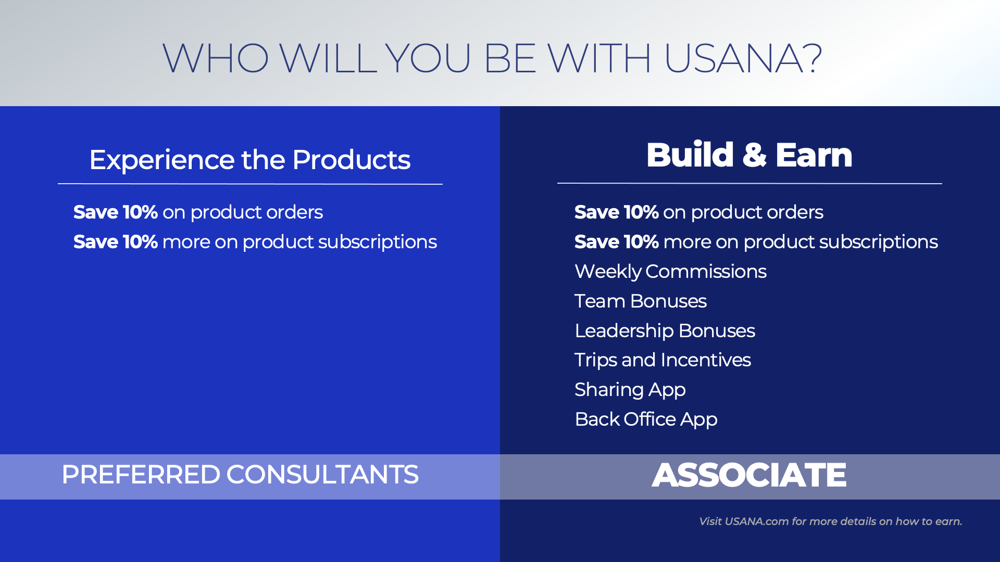 WHO WILL YOU BE WITH USANA?
Experience the Products
Save 10% on product orders
Save 10% more on product subscriptions
PREFERRED CONSULTANTS
Build & Earn
Save 10% on product orders
Save 10% more on product subscriptions
Weekly Commissions
Team Bonuses
Leadership Bonuses
Trips and Incentives
Sharing App
Back Office App
ASSOCIATE
Visit USANA.com for more details on how to earn.